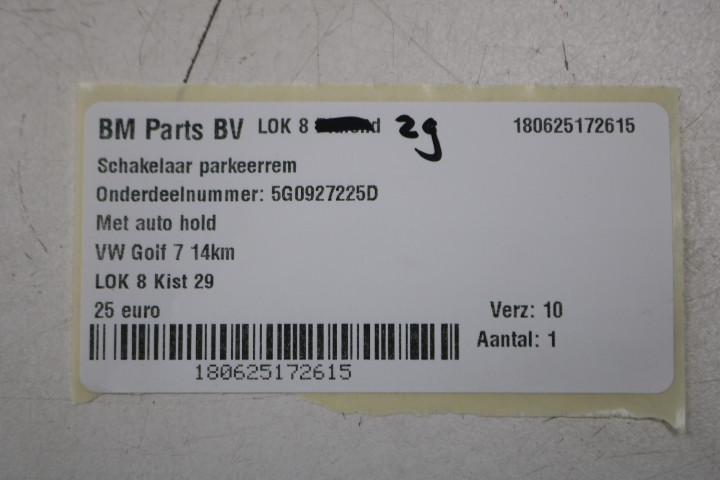 BM Parts BV LOK 8 29 180625172615
Schakelaar parkeerrem
Onderdeelnummer: 5G0927225D
Met auto hold
VW Golf 7 14km
LOK 8 Kist 29
25 euro Verz: 10
Aantal: 1
180625172615